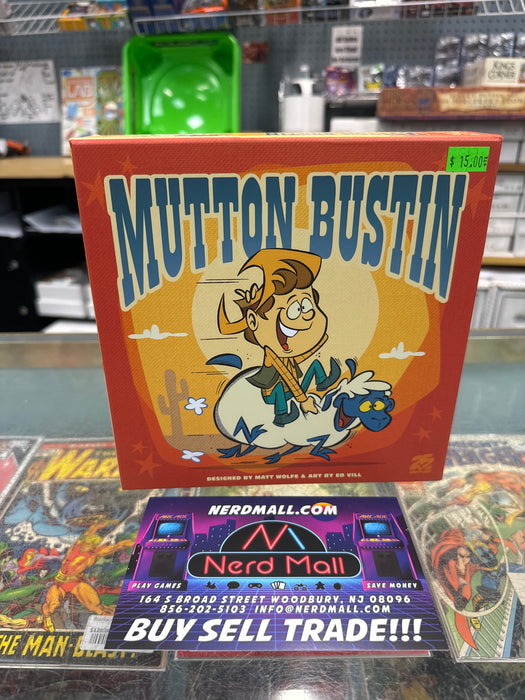 KINGS
CORNER
LAB
$ 15.00
MUTTON BUSTIN
DESIGNED BY MATT WOLFE & ART BY ED VILL
25
NERDMALL.COM
Nerd Mall
PLAY GAMES
SAVE MONEY
164 S BROAD STREET WOODBURY, NJ 08096
856-202-5103 INFO@NERDMALL.COM
BUY SELL TRADE!!!
THE MAN-BEAST!